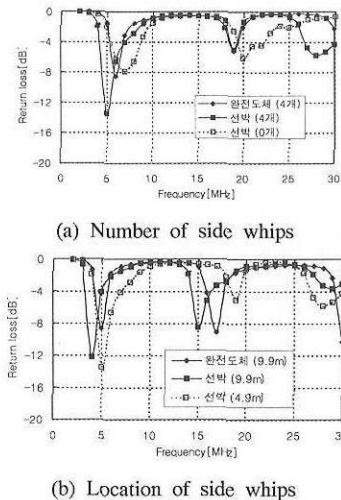 0
-4
-8
-12
-16
-20
Return loss[dB]
완전도체 (4개)
선박 (4개)
선박 (0개)
0 5 10 15 20 25 30
Frequency[MHz]
(a) Number of side whips
0
-4
-8
-12
-16
-20
Return loss[dB]
완전도체 (9.9m)
선박 (9.9m)
선박 (4.9m)
0 5 10 15 20 25 30
Frequency[MHz]
(b) Location of side whips